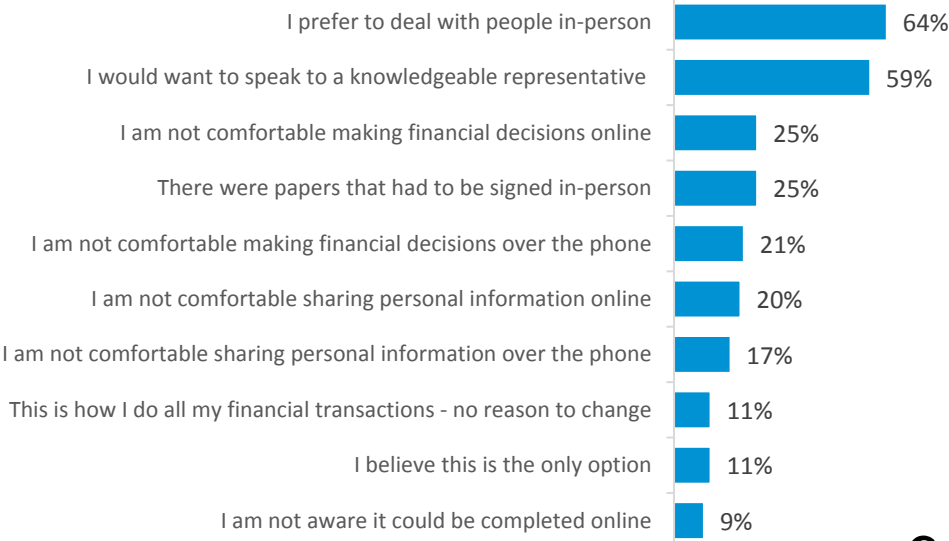 I prefer to deal with people in-person 64%
I would want to speak to a knowledgeable representative 59%
I am not comfortable making financial decisions online 25%
There were papers that had to be signed in-person 25%
I am not comfortable making financial decisions over the phone 21%
I am not comfortable sharing personal information online 20%
I am not comfortable sharing personal information over the phone 17%
This is how I do all my financial transactions - no reason to change 11%
I believe this is the only option 11%
I am not aware it could be completed online 9%